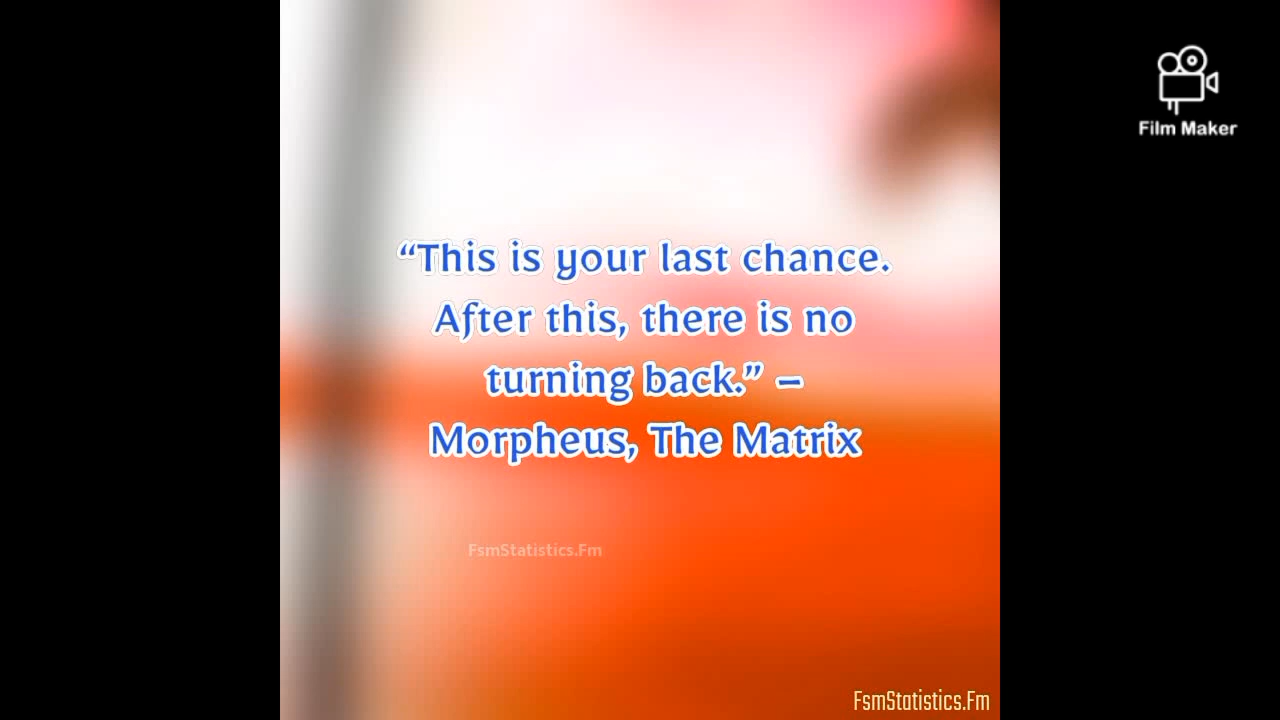 Film Maker
“This is your last chance.
After this, there is no
turning back.” –
Morpheus, The Matrix
FsmStatistics.Fm
FsmStatistics.Fm